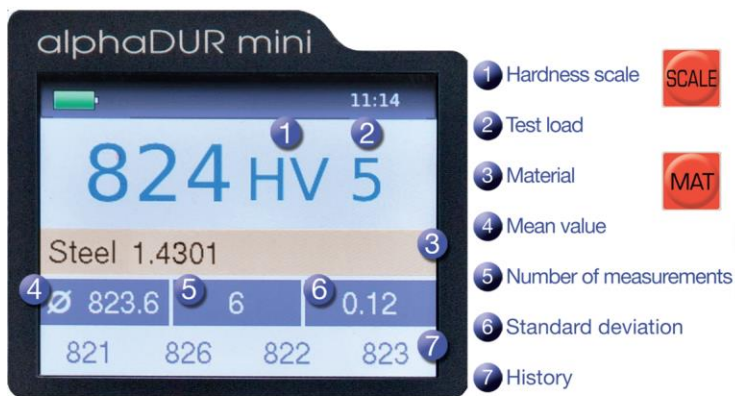 alphaDUR mini
11:14
1 2
824 HV 5
Steel 1.4301 3
4 Ø 823.6 5 6 6 0.12
821 826 822 823 7
1 Hardness scale SCALE
2 Test load
3 Material MAT
4 Mean value
5 Number of measurements
6 Standard deviation
7 History